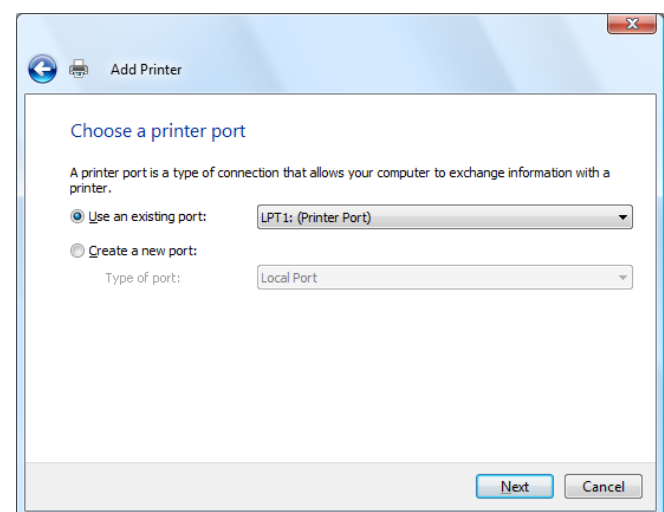 Add Printer
Choose a printer port
A printer port is a type of connection that allows your computer to exchange information with a
printer.
Use an existing port: LPT1: (Printer Port)
Create a new port:
Type of port: Local Port
Next Cancel